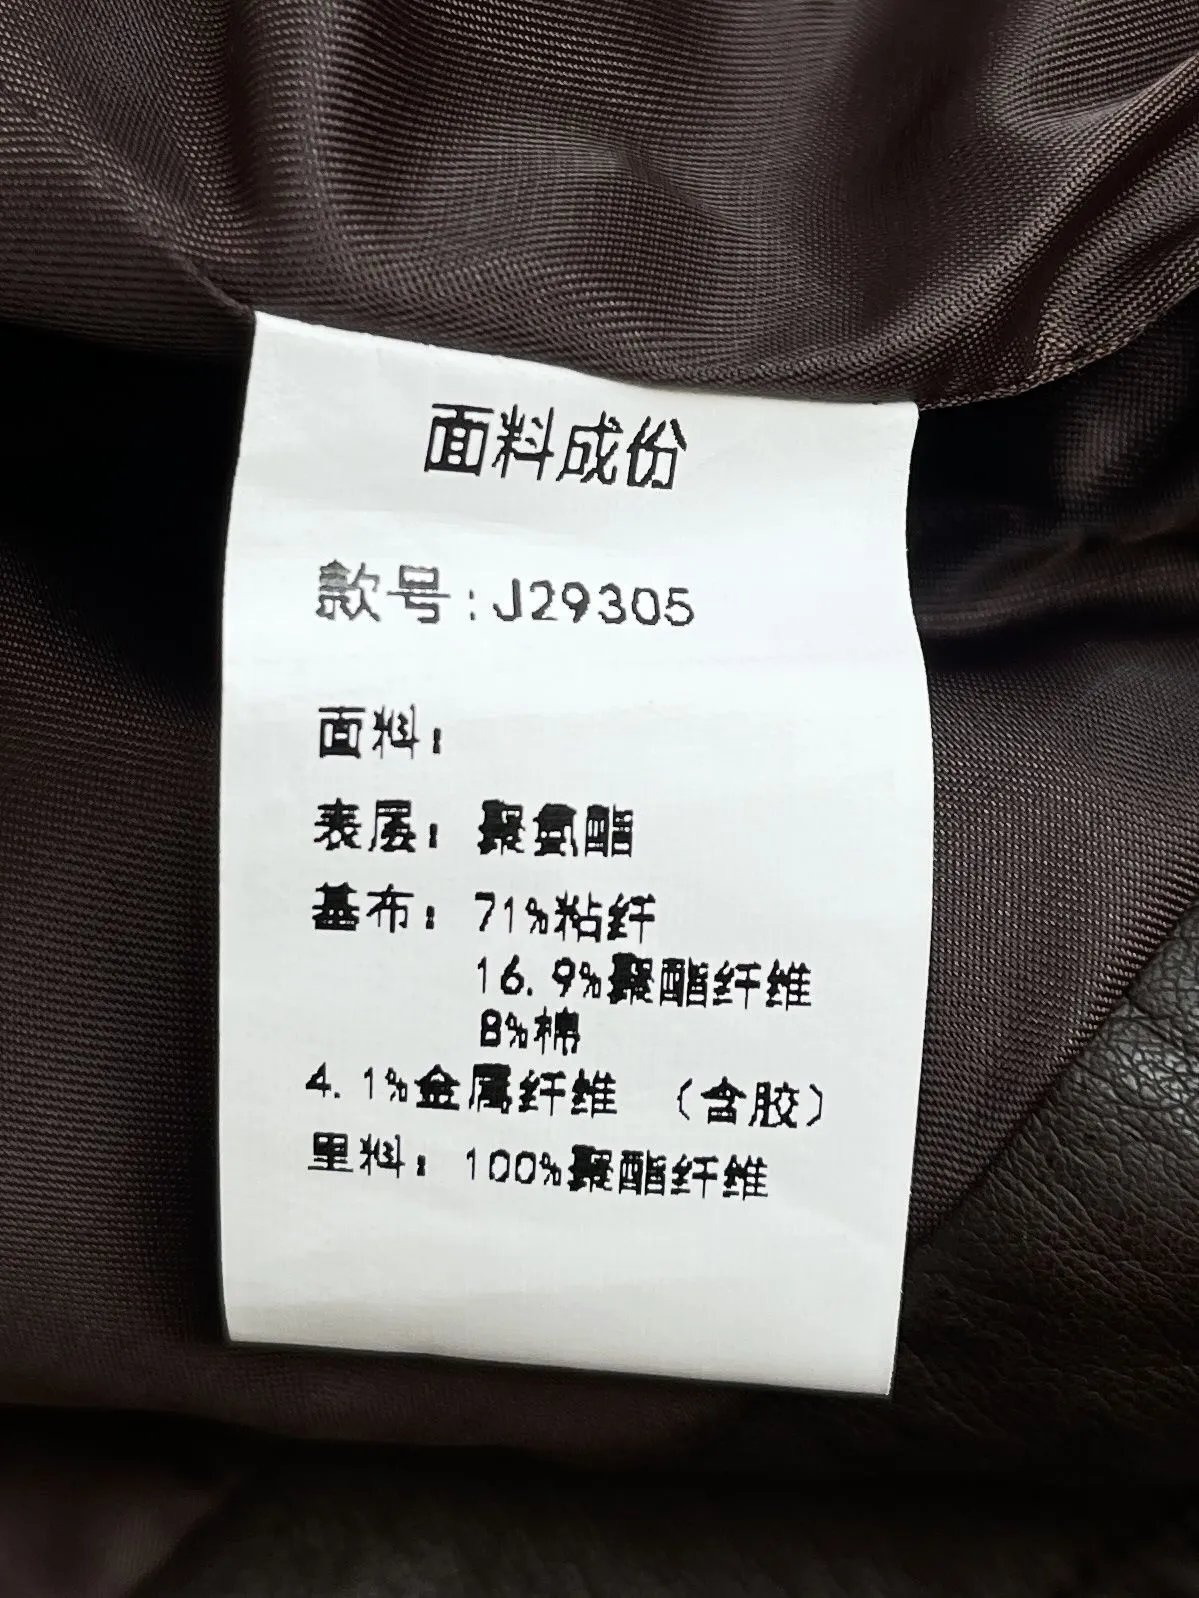 面料成份
款号:J29305
面料:
表层: 聚氨酯
基布: 71%粘纤
16.9%聚酯纤维
8%棉
4.1%金属纤维 (含胶)
里料: 100%聚酯纤维